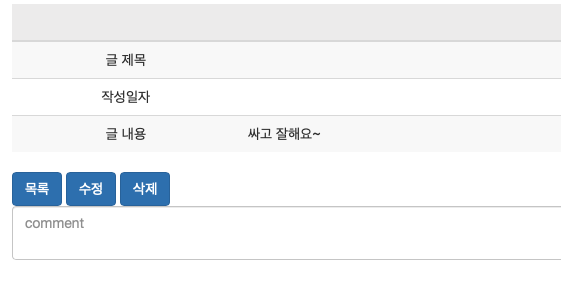 글 제목
작성일자
글 내용 싸고 잘해요~
목록 수정 삭제
comment